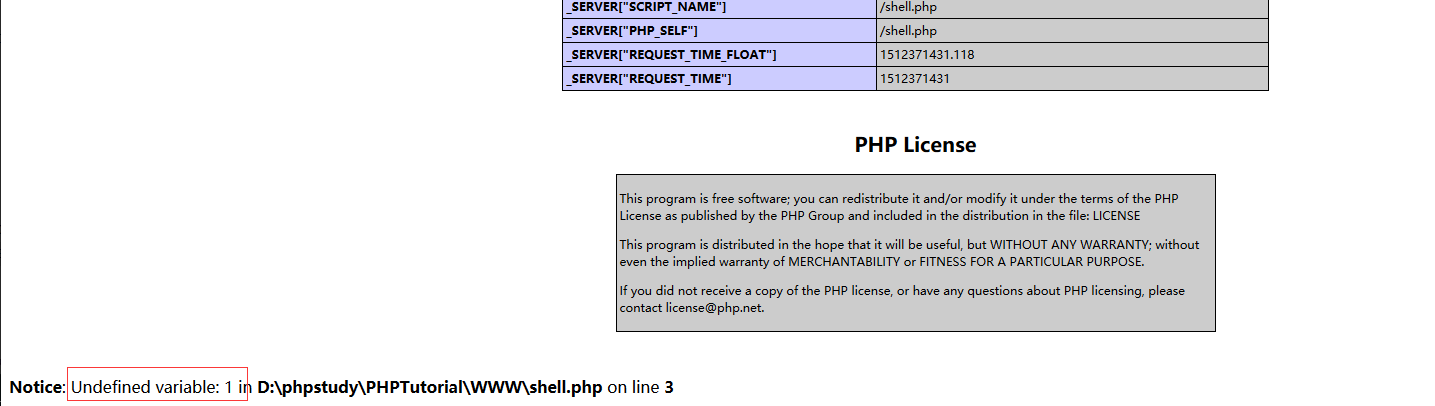 _SERVER["SCRIPT_NAME"] /shell.php
_SERVER["PHP_SELF"] /shell.php
_SERVER["REQUEST_TIME_FLOAT"] 1512371431.118
_SERVER["REQUEST_TIME"] 1512371431
PHP License
This program is free software; you can redistribute it and/or modify it under the terms of the PHP
License as published by the PHP Group and included in the distribution in the file: LICENSE
This program is distributed in the hope that it will be useful, but WITHOUT ANY WARRANTY; without
even the implied warranty of MERCHANTABILITY or FITNESS FOR A PARTICULAR PURPOSE.
If you did not receive a copy of the PHP license, or have any questions about PHP licensing, please
contact license@php.net.
Notice: Undefined variable: 1 in D:\phpstudy\PHPTutorial\WWW\shell.php on line 3